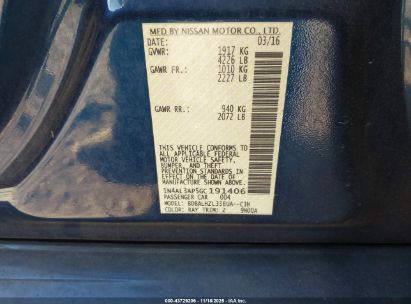 MFD BY NISSAN MOTOR CO., LTD.
DATE: 03/16
GVWR: 1917 KG
4226 LB
GAWR FR.: 1010 KG
2227 LB
GAWR RR.: 940 KG
2072 LB
THIS VEHICLE CONFORMS TO
ALL APPLICABLE FEDERAL
MOTOR VEHICLE SAFETY,
BUMPER, AND THEFT
PREVENTION STANDARDS IN
EFFECT ON THE DATE OF
MANUFACTURE SHOWN ABOVE.
1N4AL3AP5GC191406
PASSENGER CAR 004
MODEL:
COLOR: RAY TRIM: 2